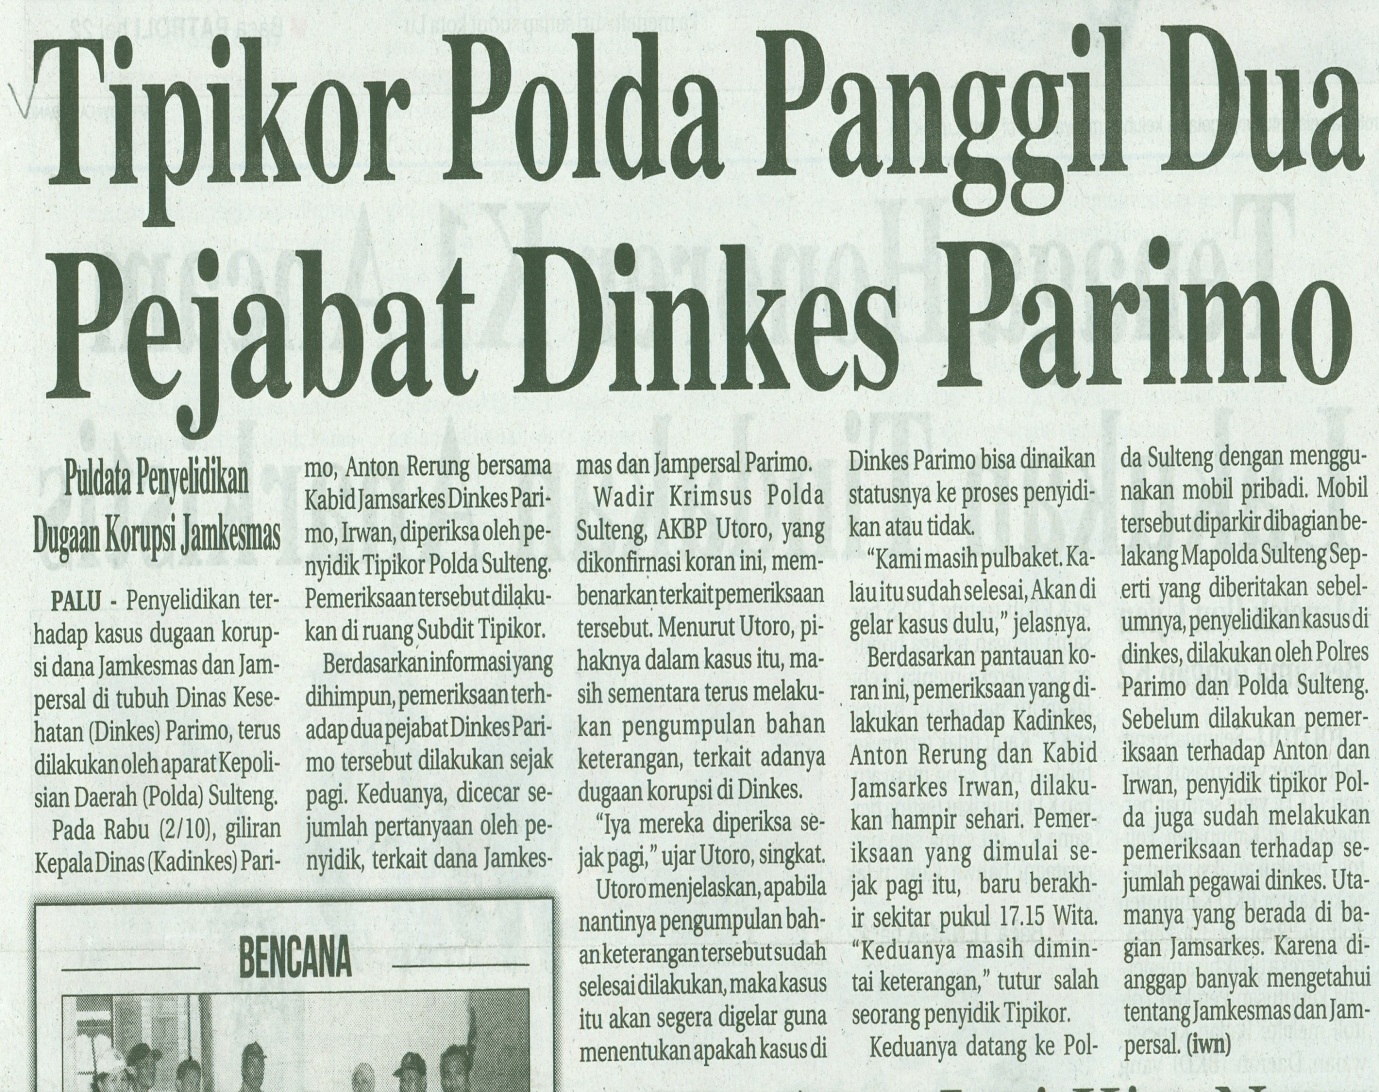 Tipikor Polda Panggil Dua
Pejabat Dinkes Parimo
Puldata Penyelidikan
Dugaan Korupsi Jamkesmas
PALU - Penyelidikan ter-
hadap kasus dugaan korup-
si dana Jamkesmas dan Jam-
persal di tubuh Dinas Kese-
hatan (Dinkes) Parimo, terus
dilakukan oleh aparat Kepoli-
sian Daerah (Polda) Sulteng.
Pada Rabu (2/10), giliran
Kepala Dinas (Kadinkes) Pari-
mo, Anton Rerung bersama
Kabid Jamsarkes Dinkes Pari-
mo, Irwan, diperiksa oleh pe-
nyidik Tipikor Polda Sulteng.
Pemeriksaan tersebut dilaku-
kan di ruang Subdit Tipikor.
Berdasarkan informasi yang
dihimpun, pemeriksaan terh-
adap dua pejabat Dinkes Pari-
mo tersebut dilakukan sejak
pagi. Keduanya, dicecar se-
jumlah pertanyaan oleh pe-
nyidik, terkait dana Jamkes-
mas dan Jampersal Parimo.
Wadir Krimsus Polda
Sulteng, AKBP Utoro, yang
dikonfirnasi koran ini, mem-
benarkan terkait pemeriksaan
tersebut. Menurut Utoro, pi-
haknya dalam kasus itu, ma-
sih sementara terus melaku-
kan pengumpulan bahan
keterangan, terkait adanya
dugaan korupsi di Dinkes.
“Iya mereka diperiksa se-
jak pagi,” ujar Utoro, singkat.
Utoro menjelaskan, apabila
nantinya pengumpulan bah-
an keterangan tersebut sudah
selesai dilakukan, maka kasus
itu akan segera digelar guna
menentukan apakah kasus di
Dinkes Parimo bisa dinaikan
statusnya ke proses penyidi-
kan atau tidak.
“Kami masih pulbaket. Ka-
lau itu sudah selesai, Akan di
gelar kasus dulu,” jelasnya.
Berdasarkan pantauan ko-
ran ini, pemeriksaan yang di-
lakukan terhadap Kadinkes,
Anton Rerung dan Kabid
Jamsarkes Irwan, dilaku-
kan hampir sehari. Pemer-
iksaan yang dimulai se-
jak pagi itu, baru berakh-
ir sekitar pukul 17.15 Wita.
“Keduanya masih dimin-
tai keterangan,” tutur salah
seorang penyidik Tipikor.
Keduanya datang ke Pol-
da Sulteng dengan menggu-
nakan mobil pribadi. Mobil
tersebut diparkir dibagian be-
lakang Mapolda Sulteng Sep-
erti yang diberitakan sebel-
umnya, penyelidikan kasus di
dinkes, dilakukan oleh Polres
Parimo dan Polda Sulteng.
Sebelum dilakukan pemer-
iksaan terhadap Anton dan
Irwan, penyidik tipikor Pol-
da juga sudah melakukan
pemeriksaan terhadap se-
jumlah pegawai dinkes. Uta-
manya yang berada di ba-
gian Jamsarkes. Karena di-
anggap banyak mengetahui
tentang Jamkesmas dan Jam-
persal. (iwn)
BENCANA